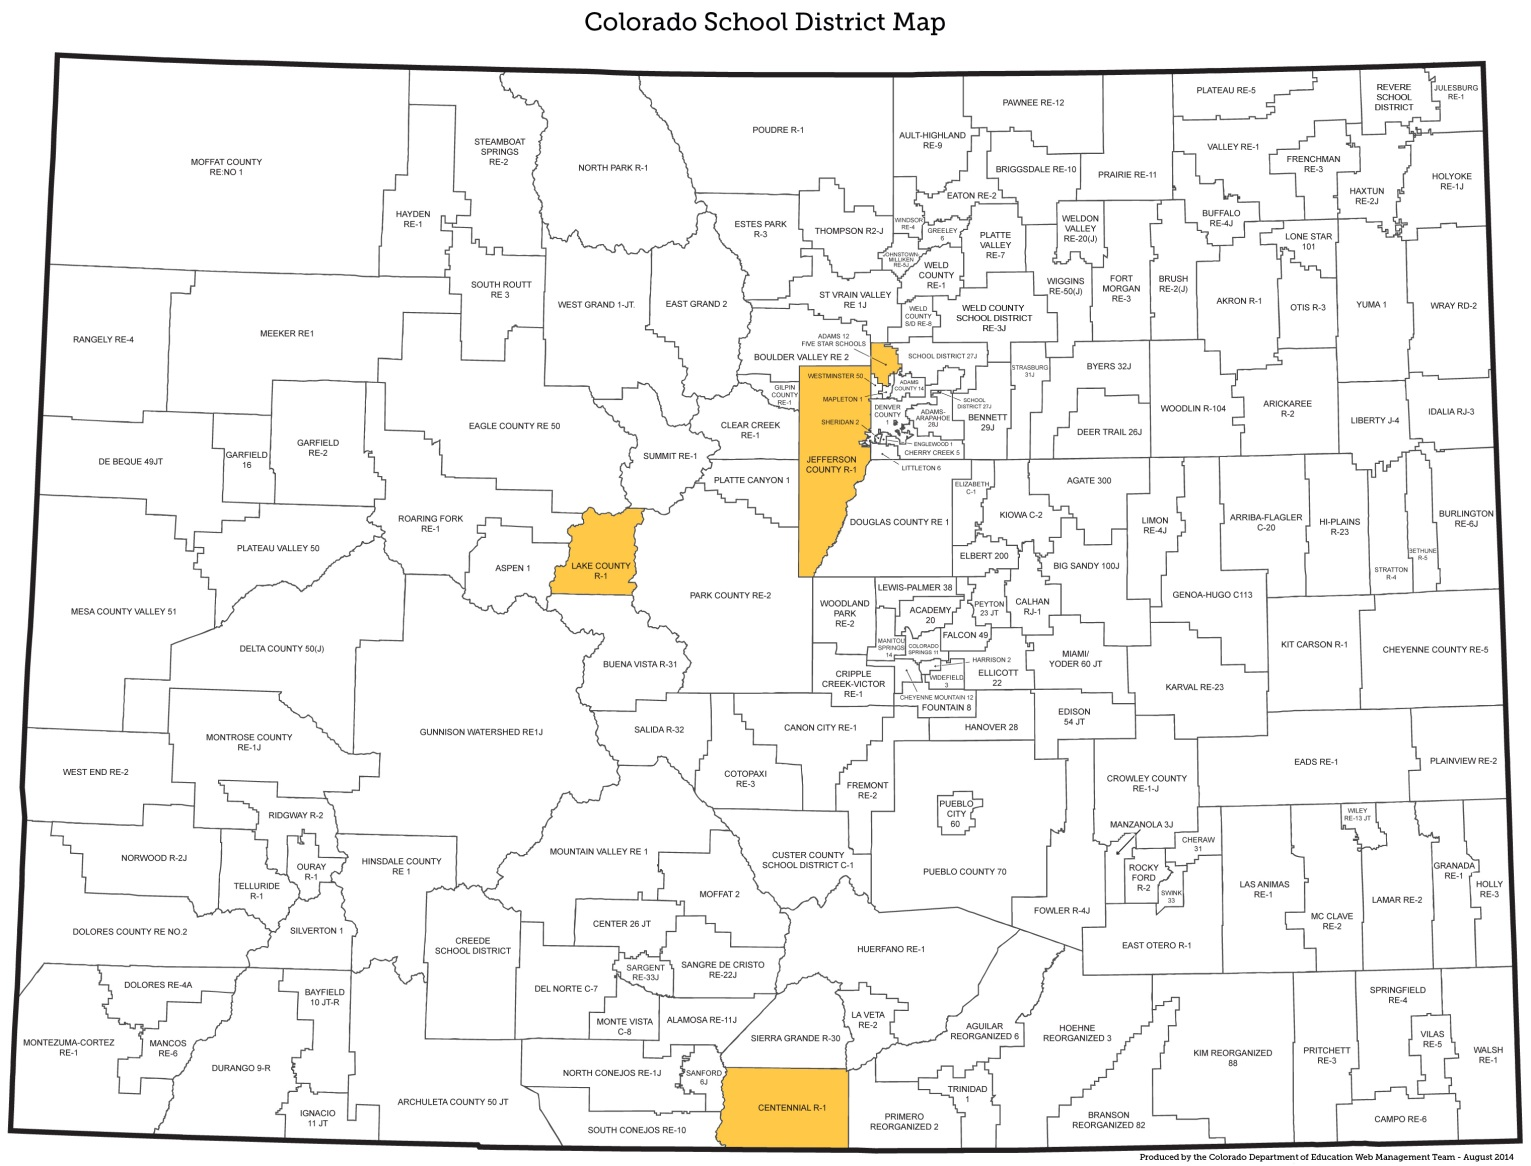 Colorado School District Map
MOFFAT COUNTY
RE:NO 1
HAYDEN
RE-1
STEAMBOAT
SPRINGS
RE-2
NORTH PARK R-1
POUDRE R-1
AULT-HIGHLAND
RE-9
PAWNEE RE-12
BRIGGSDALE RE-10
PRAIRIE RE-11
PLATEAU RE-5
REVERE
SCHOOL
DISTRICT
JULESBURG
RE-1
VALLEY RE-1
FRENCHMAN
RE-3
HAXTUN
RE-2J
HOLYOKE
RE-1J
EATON RE-2
WINDSOR
RE-4
GREELEY
6
ESTES PARK
R-3
THOMPSON R2-J
PLATTE
VALLEY
RE-7
WELDON
VALLEY
RE-20(J)
BUFFALO
RE-4J
LONE STAR
101
JOHNSTOWN-
MILLIKEN
RE-5J
WELD
COUNTY
RE-1
SOUTH ROUTT
RE 3
WEST GRAND 1-JT.
EAST GRAND 2
ST VRAIN VALLEY
RE 1J
WIGGINS
RE-50(J)
FORT
MORGAN
RE-3
BRUSH
RE-2(J)
AKRON R-1
OTIS R-3
YUMA 1
WRAY RD-2
WELD
COUNTY
S/D RE-8
WELD COUNTY
SCHOOL DISTRICT
RE-3J
RANGELY RE-4
MEEKER RE1
ADAMS 12
FIVE STAR SCHOOLS
BOULDER VALLEY RE 2
SCHOOL DISTRICT 27J
STRASBURG
31J
BYERS 32J
WESTMINSTER 50
ADAMS
COUNTY 14
GILPIN
COUNTY
RE-1
MAPLETON 1
SCHOOL
DISTRICT 27J
DENVER
COUNTY
1
ADAMS-
ARAPAHOE
28J
BENNETT
29J
WOODLIN R-104
ARICKAREE
R-2
LIBERTY J-4
IDALIA RJ-3
DEER TRAIL 26J
SHERIDAN 2
EAGLE COUNTY RE 50
CLEAR CREEK
RE-1
ENGLEWOOD 1
CHERRY CREEK 5
LITTLETON 6
JEFFERSON
COUNTY R-1
DE BEQUE 49JT
GARFIELD
16
GARFIELD
RE-2
SUMMIT RE-1
PLATTE CANYON 1
ELIZABETH
C-1
AGATE 300
KIOWA C-2
DOUGLAS COUNTY RE 1
LIMON
RE-4J
ARRIBA-FLAGLER
C-20
HI-PLAINS
R-23
BURLINGTON
RE-6J
ROARING FORK
RE-1
PLATEAU VALLEY 50
ASPEN 1
LAKE COUNTY
R-1
ELBERT 200
BIG SANDY 100J
STRATTON
R-4
BETHUNE
R-5
MESA COUNTY VALLEY 51
PARK COUNTY RE-2
LEWIS-PALMER 38
WOODLAND
PARK
RE-2
ACADEMY
20
PEYTON
23 JT
CALHAN
RJ-1
GENOA-HUGO C113
DELTA COUNTY 50(J)
BUENA VISTA R-31
MANITOU
SPRINGS
14
COLORADO
SPRINGS 11
FALCON 49
HARRISON 2
MIAMI/
YODER 60 JT
KIT CARSON R-1
CHEYENNE COUNTY RE-5
CRIPPLE
CREEK-VICTOR
RE-1
WIDEFIELD
3
ELLICOTT
22
CHEYENNE MOUNTAIN 12
FOUNTAIN 8
KARVAL RE-23
EDISON
54 JT
HANOVER 28
MONTROSE COUNTY
RE-1J
GUNNISON WATERSHED RE1J
SALIDA R-32
CANON CITY RE-1
COTOPAXI
RE-3
FREMONT
RE-2
WEST END RE-2
EADS RE-1
PLAINVIEW RE-2
CROWLEY COUNTY
RE-1-J
PUEBLO
CITY
60
RIDGWAY R-2
MANZANOLA 3J
WILEY
RE-13 JT
CHERAW
31
NORWOOD R-2J
OURAY
R-1
TELLURIDE
R-1
HINSDALE COUNTY
RE 1
MOUNTAIN VALLEY RE 1
CUSTER COUNTY
SCHOOL DISTRICT C-1
PUEBLO COUNTY 70
ROCKY
FORD
R-2
SWINK
33
LAS ANIMAS
RE-1
MC CLAVE
RE-2
LAMAR RE-2
GRANADA
RE-1
HOLLY
RE-3
MOFFAT 2
FOWLER R-4J
DOLORES COUNTY RE NO.2
SILVERTON 1
CREEDE
SCHOOL DISTRICT
CENTER 26 JT
EAST OTERO R-1
HUERFANO RE-1
SARGENT
RE-33J
SANGRE DE CRISTO
RE-22J
DOLORES RE-4A
BAYFIELD
10 JT-R
DEL NORTE C-7
MONTE VISTA
C-8
ALAMOSA RE-11J
LA VETA
RE-2
SPRINGFIELD
RE-4
SIERRA GRANDE R-30
AGUILAR
REORGANIZED 6
HOEHNE
REORGANIZED 3
MONTEZUMA-CORTEZ
RE-1
MANCOS
RE-6
DURANGO 9-R
KIM REORGANIZED
88
PRITCHETT
RE-3
VILAS
RE-5
WALSH
RE-1
NORTH CONEJOS RE-1J
SANFORD
6J
TRINIDAD
1
IGNACIO
11 JT
ARCHULETA COUNTY 50 JT
CENTENNIAL R-1
PRIMERO
REORGANIZED 2
BRANSON
REORGANIZED 82
CAMPO RE-6
SOUTH CONEJOS RE-10
Produced by the Colorado Department of Education Web Management Team - August 2014